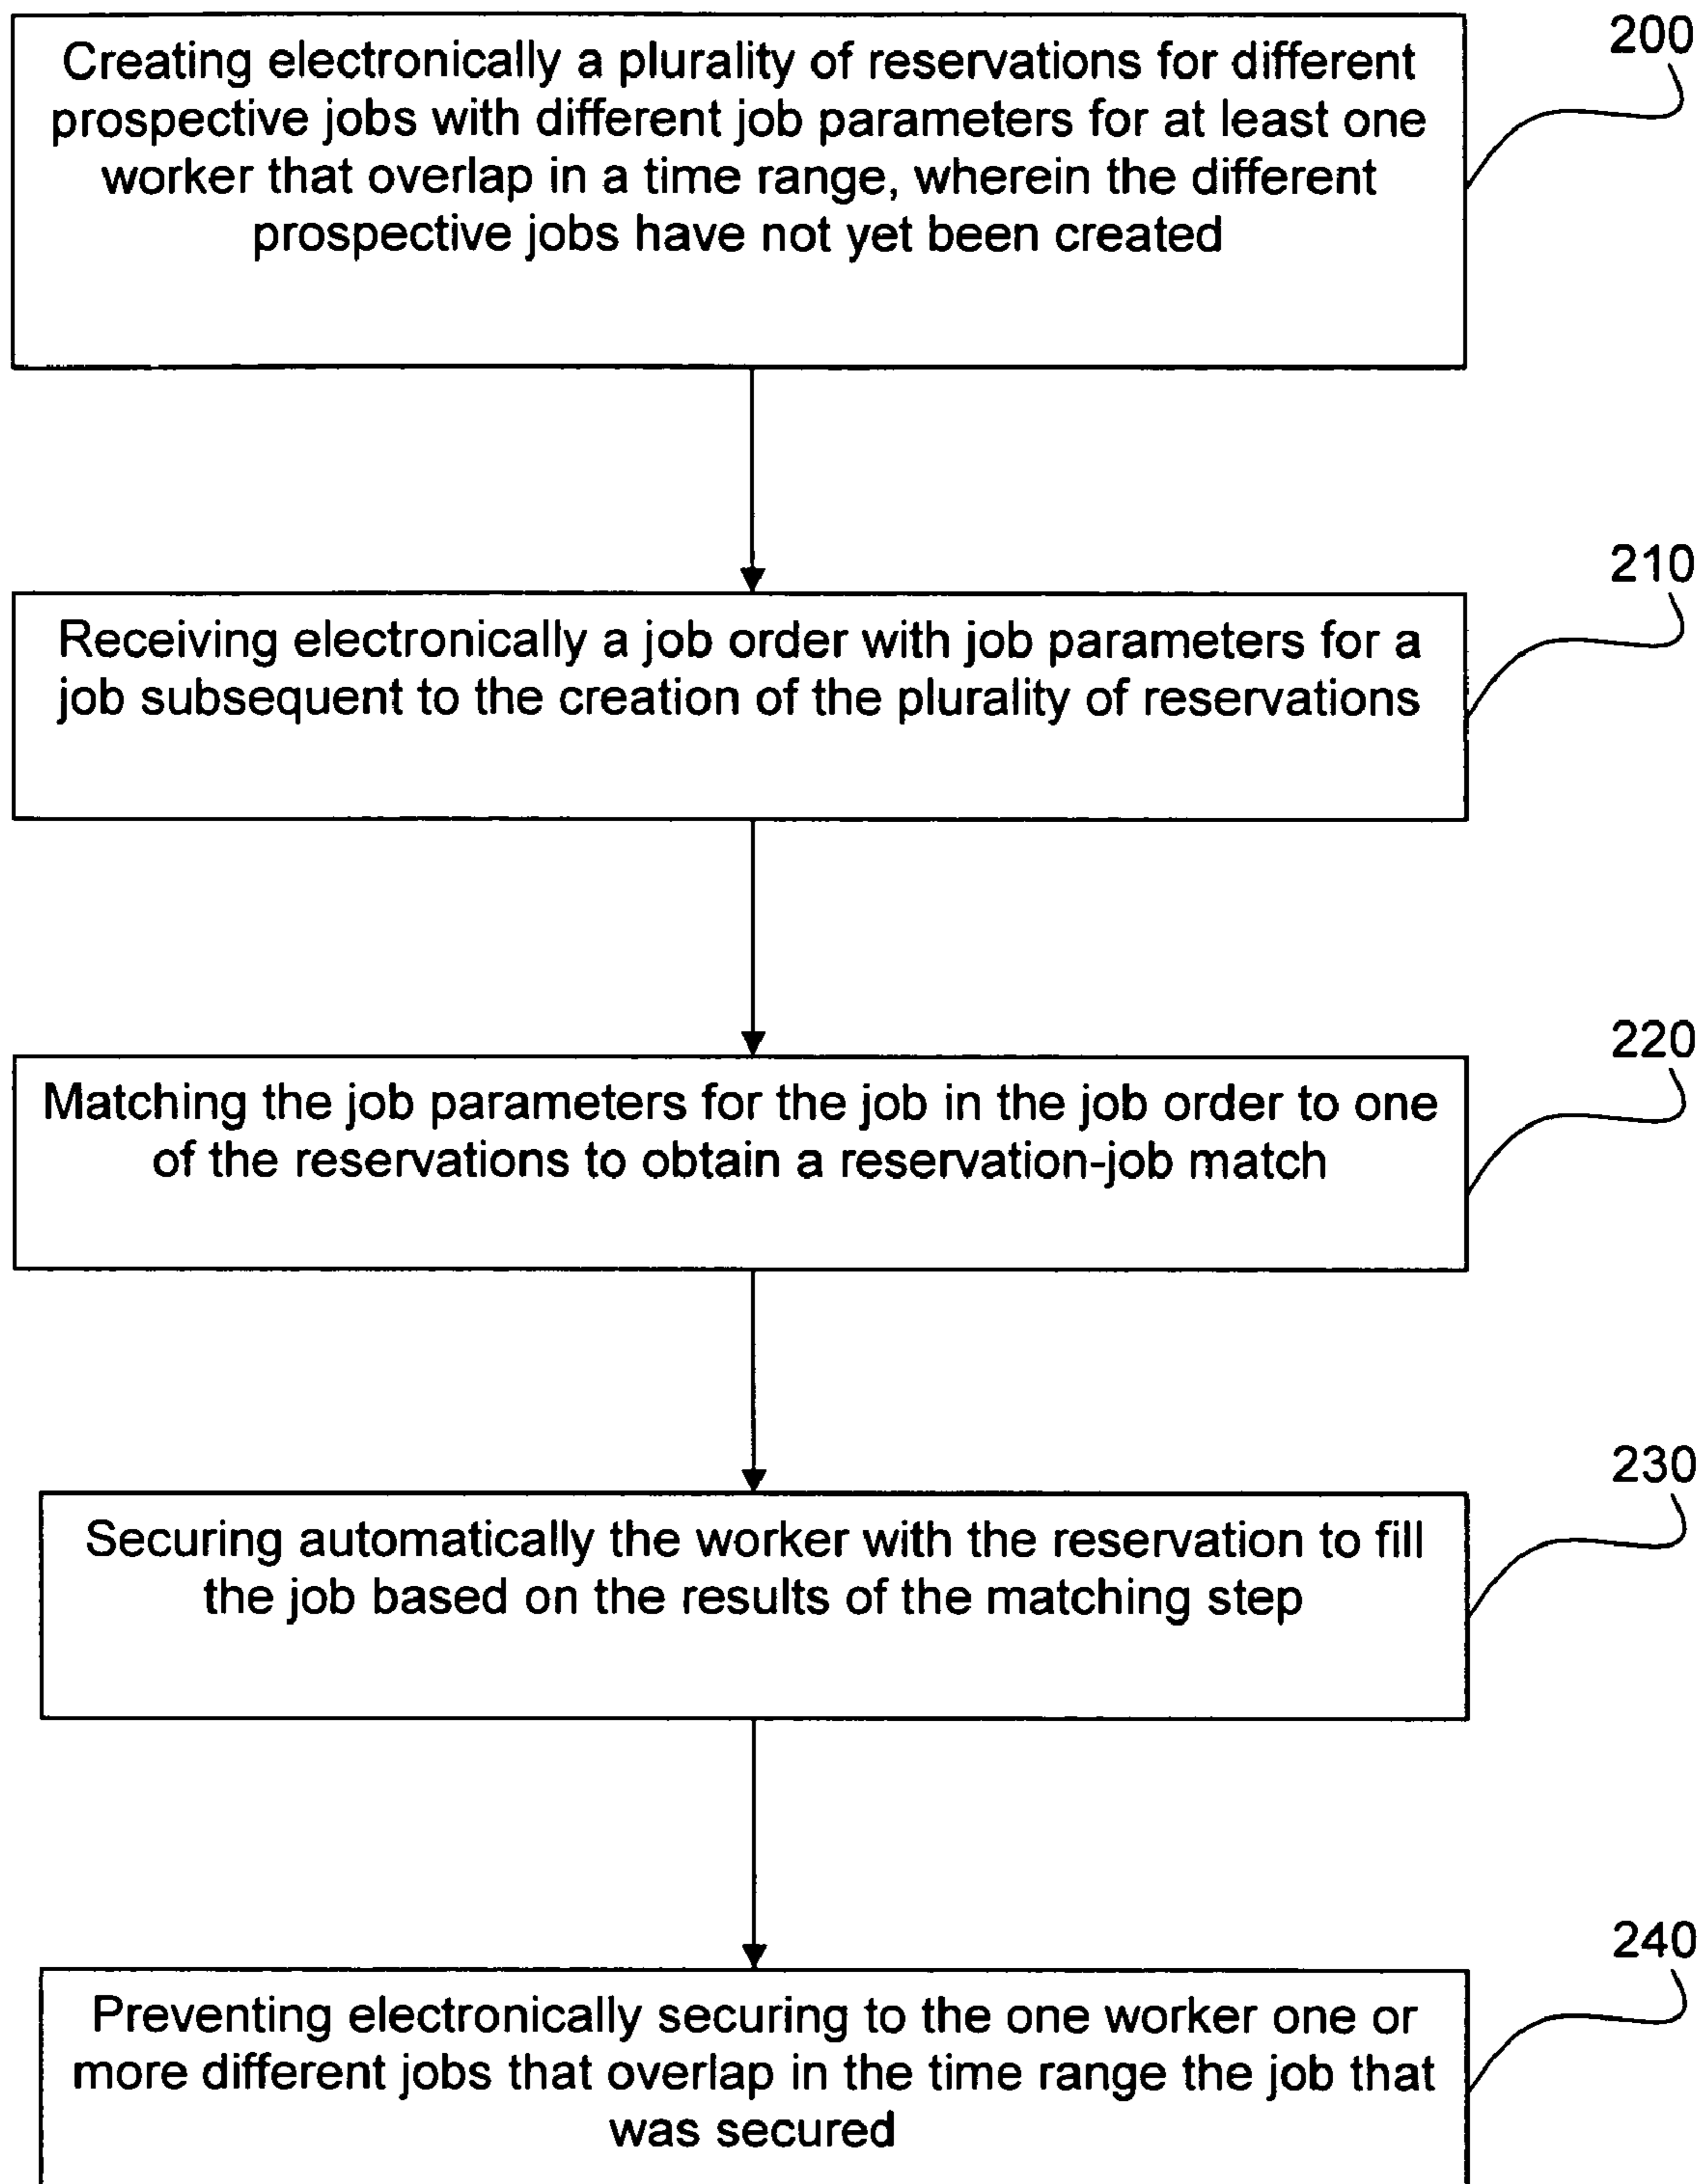 200
Creating electronically a plurality of reservations for different
prospective jobs with different job parameters for at least one
worker that overlap in a time range, wherein the different
prospective jobs have not yet been created
210
Receiving electronically a job order with job parameters for a
job subsequent to the creation of the plurality of reservations
220
Matching the job parameters for the job in the job order to one
of the reservations to obtain a reservation-job match
230
Securing automatically the worker with the reservation to fill
the job based on the results of the matching step
240
Preventing electronically securing to the one worker one or
more different jobs that overlap in the time range the job that
was secured